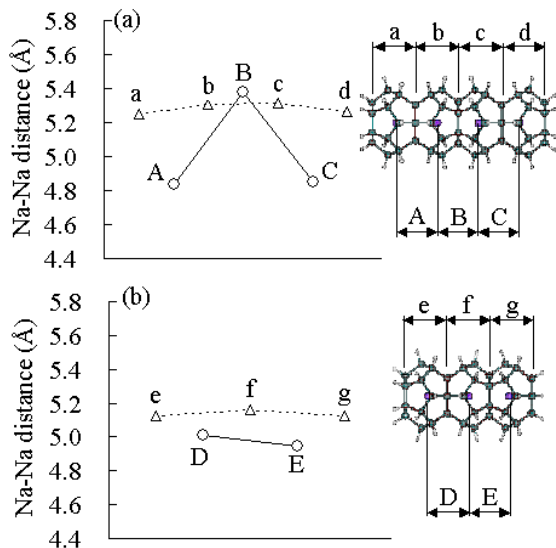 (a)
Na-Na distance (Å)
5.8
5.6
5.4
5.2
5.0
4.8
4.6
4.4
a b B c d
A C
a b c d
A B C
(b)
Na-Na distance (Å)
5.8
5.6
5.4
5.2
5.0
4.8
4.6
4.4
e f g
D E
e f g
D E